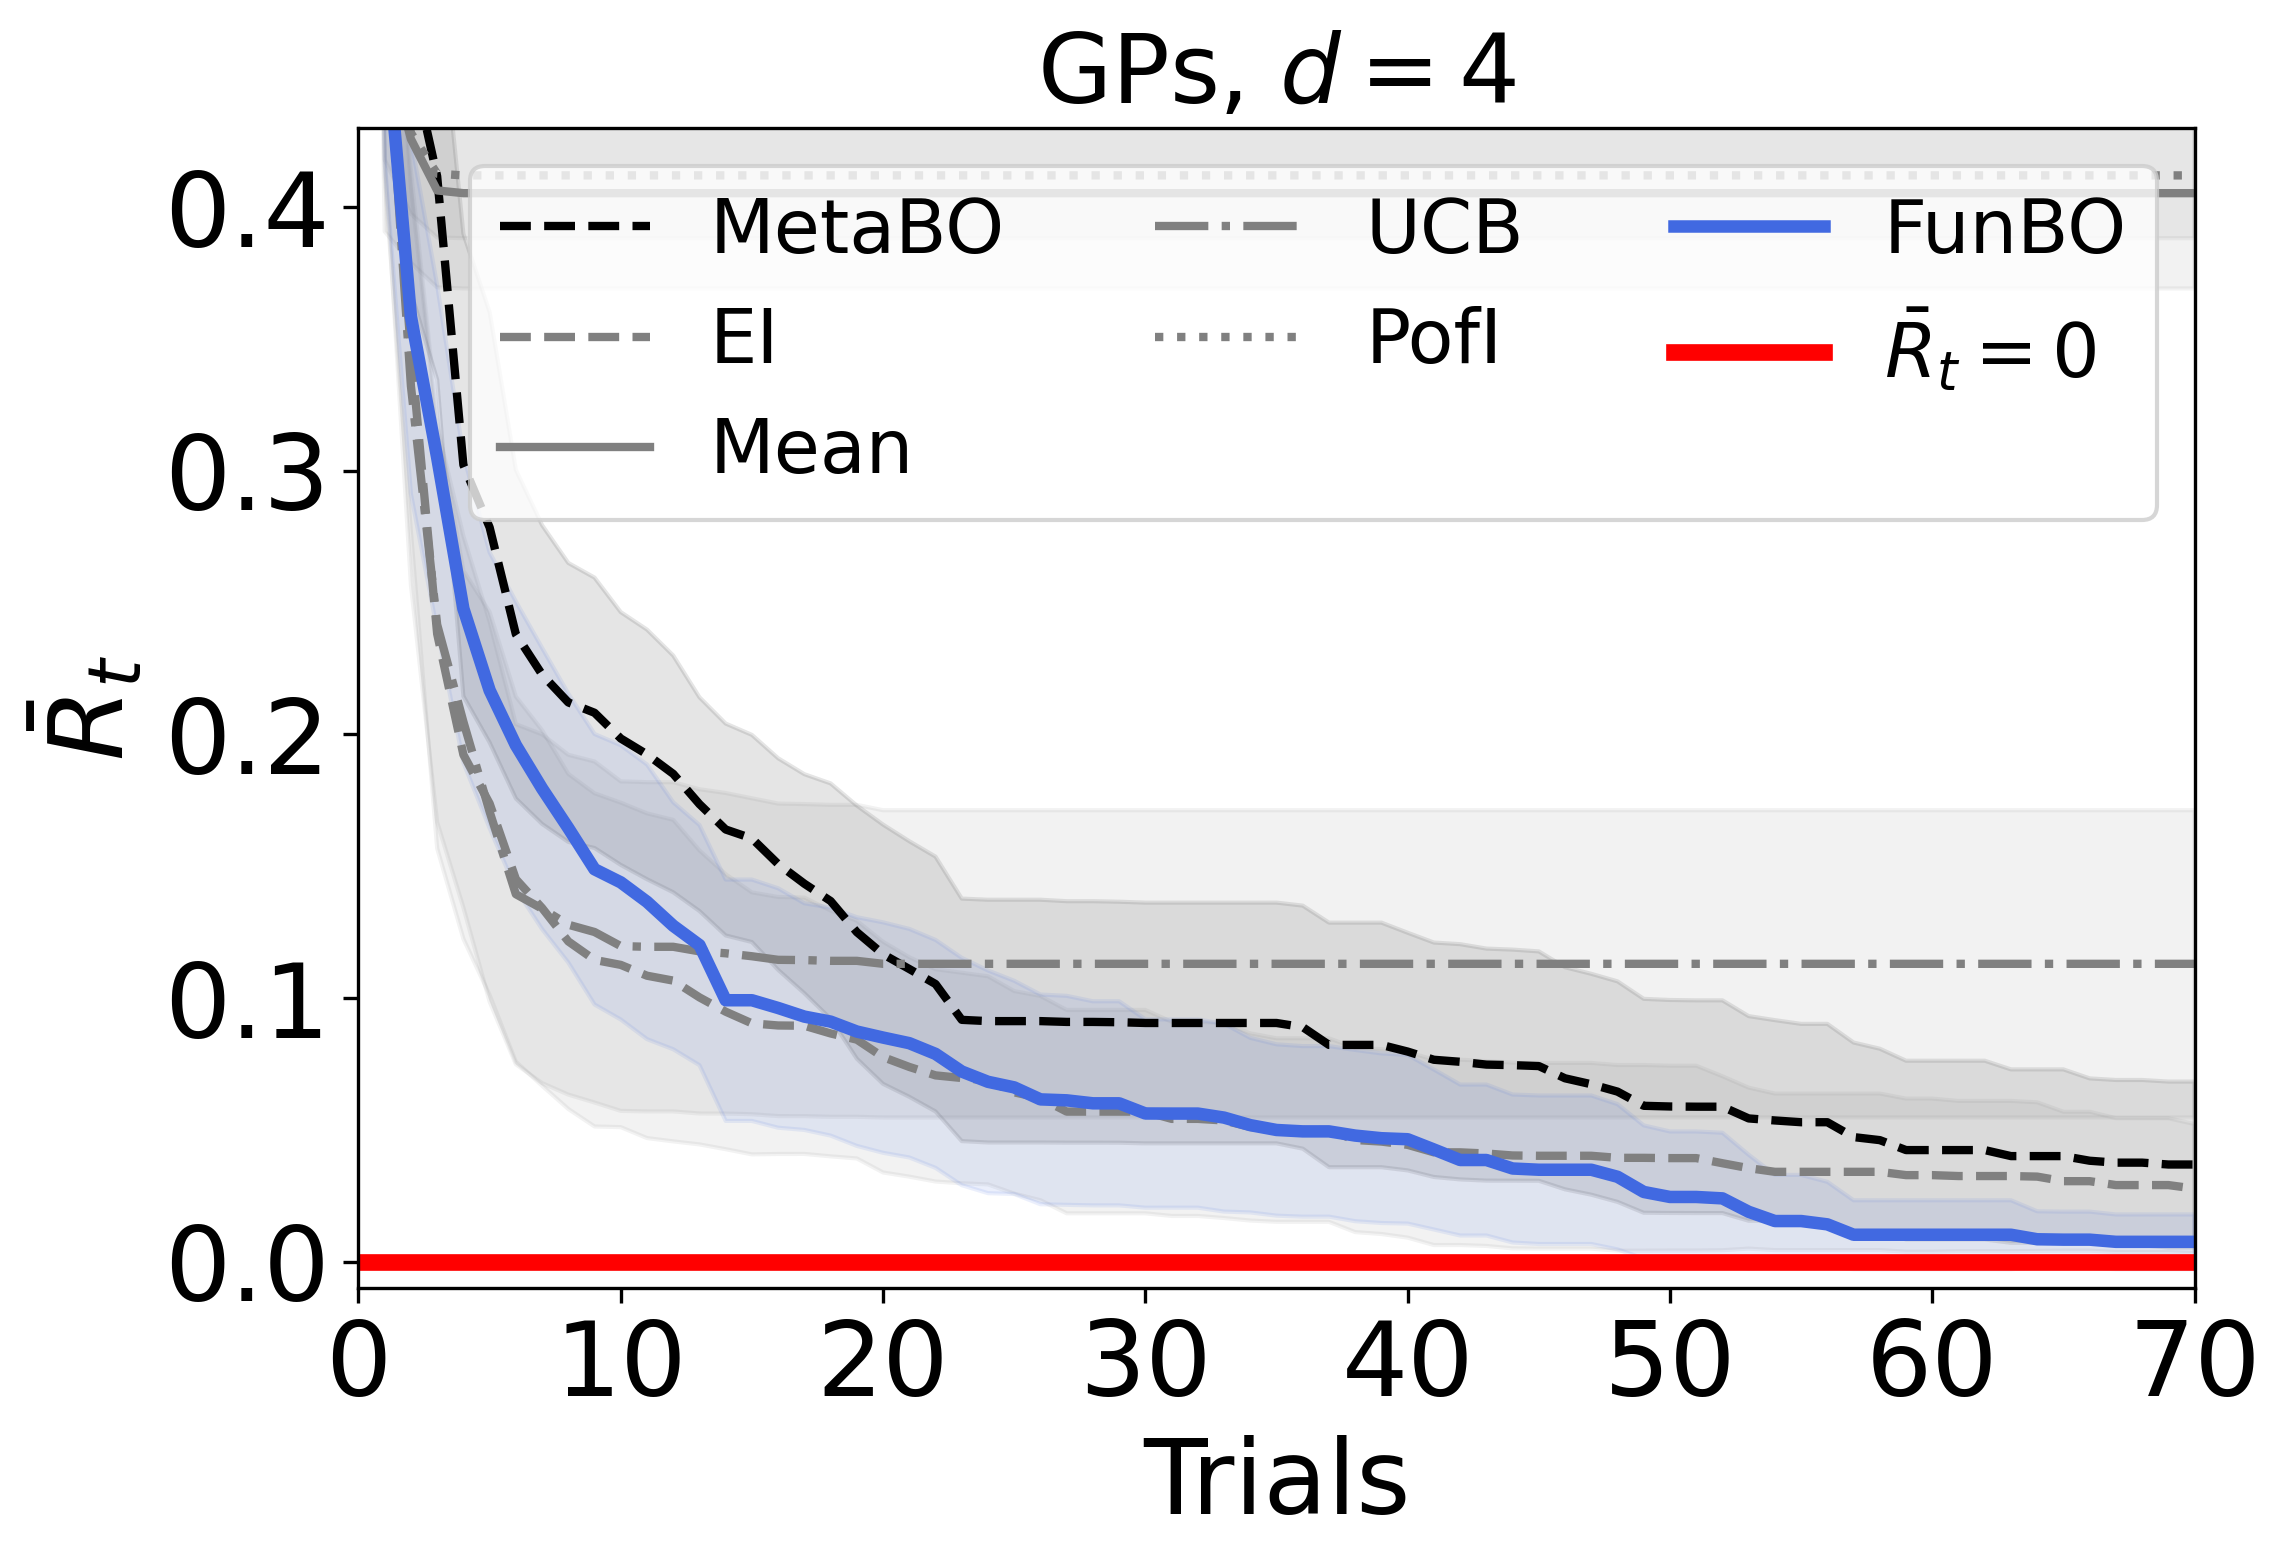 GPs, d = 4
R̄t
0.4
0.3
0.2
0.1
0.0
MetaBO
EI
Mean
UCB
PofI
FunBO
R̄t = 0
0 10 20 30 40 50 60 70
Trials